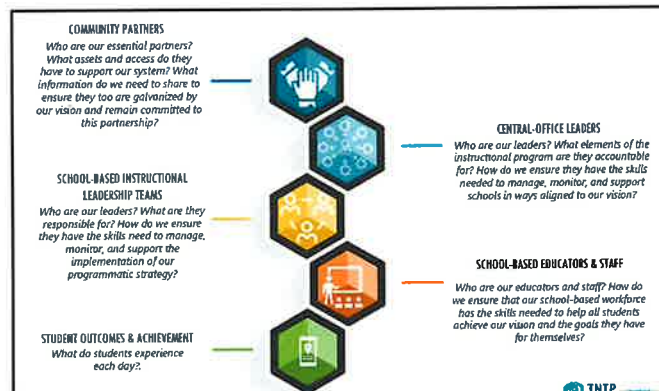 COMMUNITY PARTNERS
Who are our essential partners?
What assets and access do they
have to support our system? What
information do we need to share to
ensure they too are galvanized by
our vision and remain committed to
this partnership?
CENTRAL-OFFICE LEADERS
Who are our leaders? What elements of the
instructional program are they accountable
for? How do we ensure they have the skills
needed to manage, monitor, and support
schools in ways aligned to our vision?
SCHOOL-BASED INSTRUCTIONAL
LEADERSHIP TEAMS
Who are our leaders? What are they
responsible for? How do we ensure
they have the skills need to manage,
monitor, and support the
implementation of our
programmatic strategy?
SCHOOL-BASED EDUCATORS & STAFF
Who are our educators and staff? How do
we ensure that our school-based workforce
has the skills needed to help all students
achieve our vision and the goals they have
for themselves?
STUDENT OUTCOMES & ACHIEVEMENT
What do students experience
each day?.
TNTP